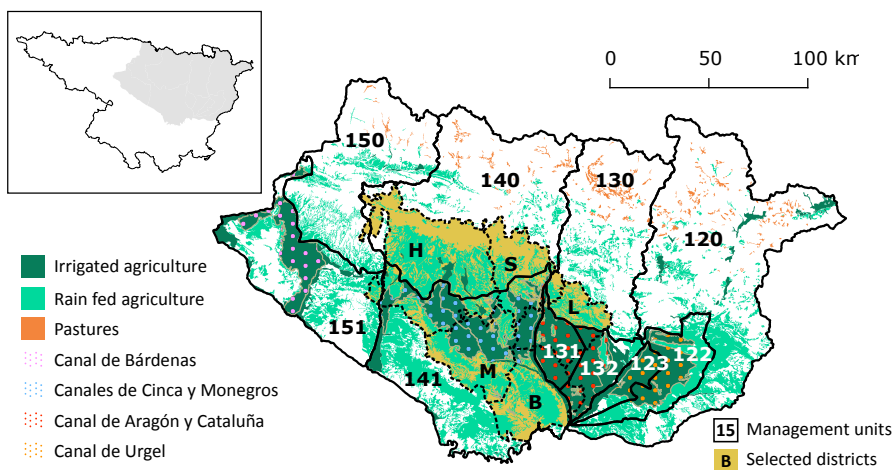 0 50 100 km
150
140
130
120
H
S
L
151
131
132
123
122
141
M
B
Irrigated agriculture
Rain fed agriculture
Pastures
Canal de Bárdenas
Canales de Cinca y Monegros
Canal de Aragón y Cataluña
Canal de Urgel
15 Management units
B Selected districts